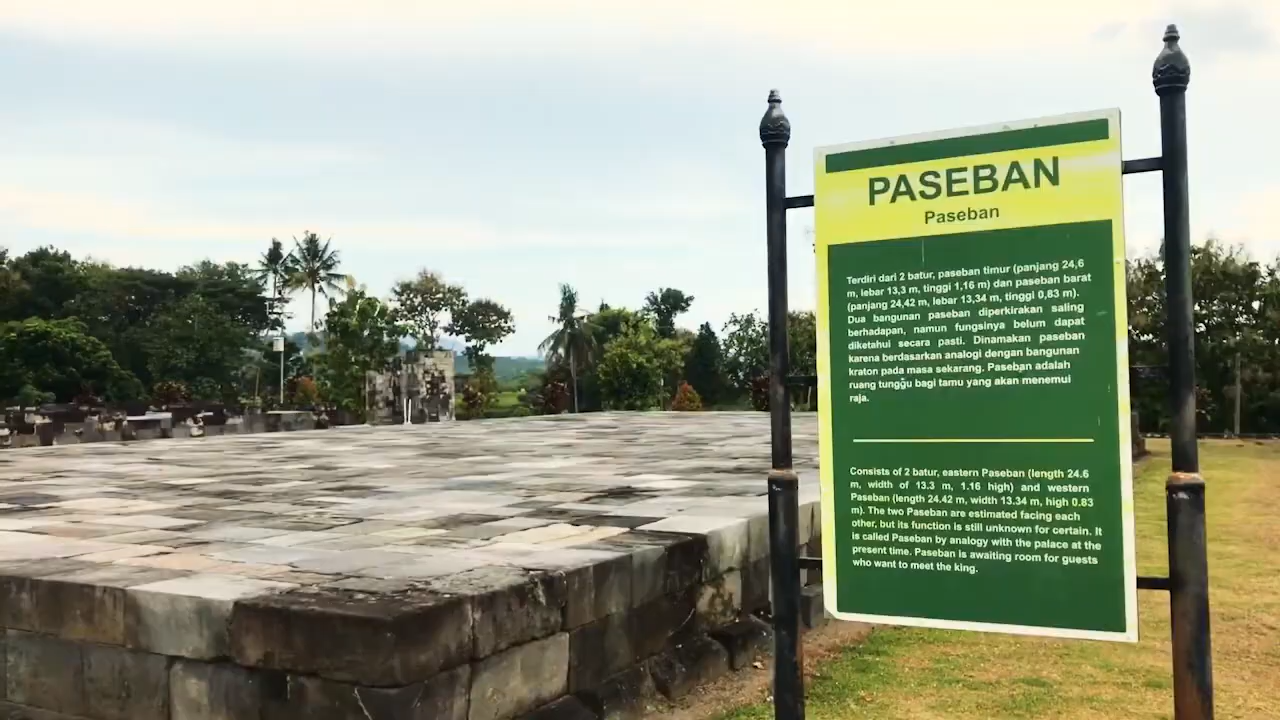 PASEBAN
Paseban
Terdiri dari 2 batur, paseban timur (panjang 24,6
m, lebar 13,3 m, tinggi 1,16 m) dan paseban barat
(panjang 24,42 m, lebar 13,34 m, tinggi 0,83 m).
Dua bangunan paseban diperkirakan saling
berhadapan, namun fungsinya belum dapat
diketahui secara pasti. Dinamakan paseban
karena berdasarkan analogi dengan bangunan
kraton pada masa sekarang. Paseban adalah
ruang tunggu bagi tamu yang akan menemui
raja.
Consists of 2 batur, eastern Paseban (length 24.6
m, width of 13.3 m, 1.16 high) and western
Paseban (length 24.42 m, width 13.34 m, high 0.83
m). The two Paseban are estimated facing each
other, but its function is still unknown for certain. It
is called Paseban by analogy with the palace at the
present time. Paseban is awaiting room for guests
who want to meet the king.